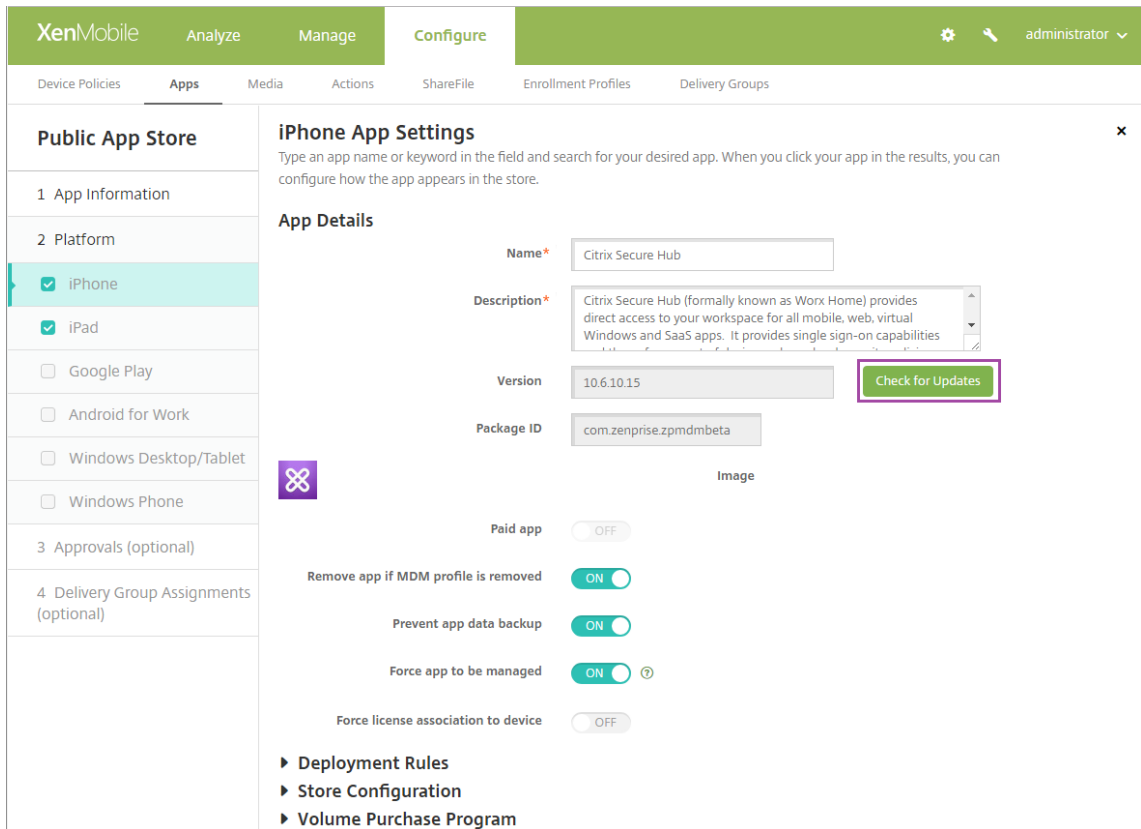 XenMobile Analyze Manage Configure administrator
Device Policies Apps Media Actions ShareFile Enrollment Profiles Delivery Groups
Public App Store
1 App Information
2 Platform
iPhone
iPad
Google Play
Android for Work
Windows Desktop/Tablet
Windows Phone
3 Approvals (optional)
4 Delivery Group Assignments
(optional)
iPhone App Settings
Type an app name or keyword in the field and search for your desired app. When you click your app in the results, you can
configure how the app appears in the store.
App Details
Name* Citrix Secure Hub
Description* Citrix Secure Hub (formally known as Worx Home) provides
direct access to your workspace for all mobile, web, virtual
Windows and SaaS apps. It provides single sign-on capabilities
Version 10.6.10.15 Check for Updates
Package ID com.zenprise.zpmdmbeta
Image
Paid app OFF
Remove app if MDM profile is removed ON
Prevent app data backup ON
Force app to be managed ON ?
Force license association to device OFF
Deployment Rules
Store Configuration
Volume Purchase Program